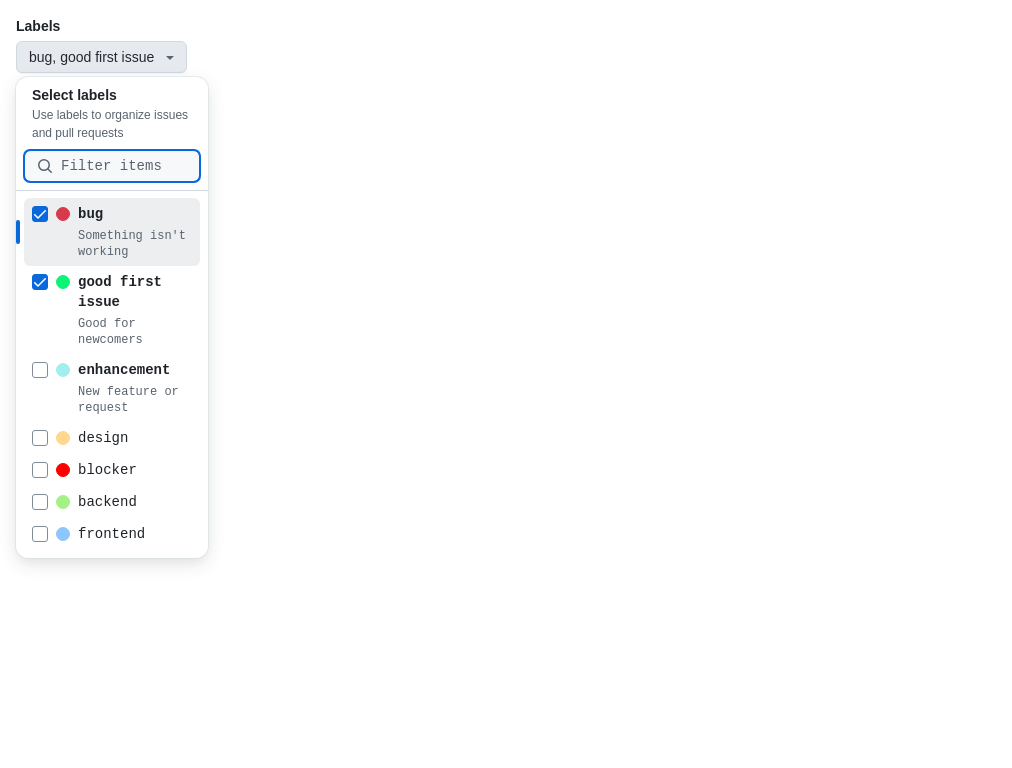 Labels
bug, good first issue
Select labels
Use labels to organize issues
and pull requests
Filter items
bug
Something isn't
working
good first
issue
Good for
newcomers
enhancement
New feature or
request
design
blocker
backend
frontend